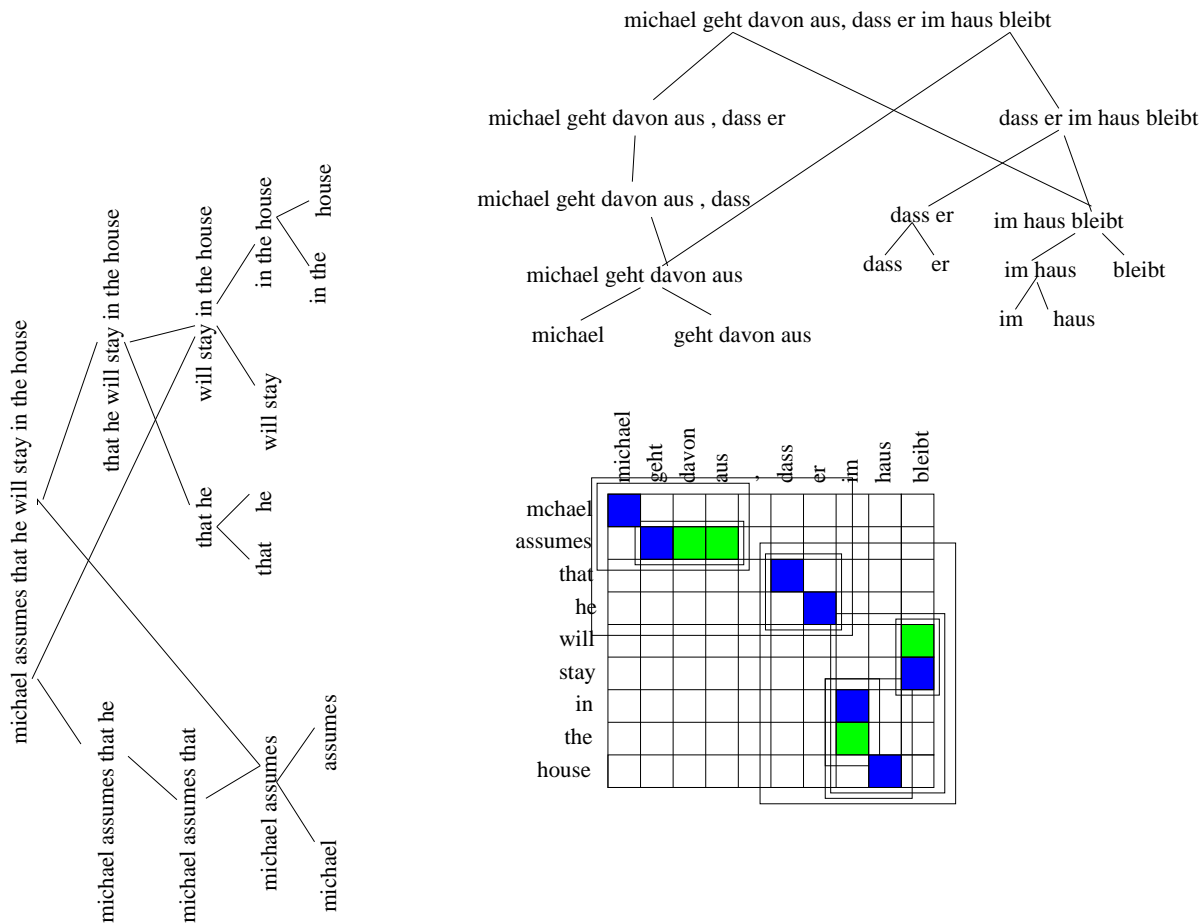 michael geht davon aus, dass er im haus bleibt
michael geht davon aus , dass er
dass er im haus bleibt
michael geht davon aus , dass
dass er
im haus bleibt
michael geht davon aus
dass
er
im haus
bleibt
michael
geht davon aus
im
haus
michael assumes that he will stay in the house
that he will stay in the house
will stay in the house
in the house
house
in the
will stay
that he
he
that
michael assumes that he
michael assumes that
michael assumes
assumes
michael
michael
geht
davon
aus
,
dass
er
im
haus
bleibt
mchael
assumes
that
he
will
stay
in
the
house